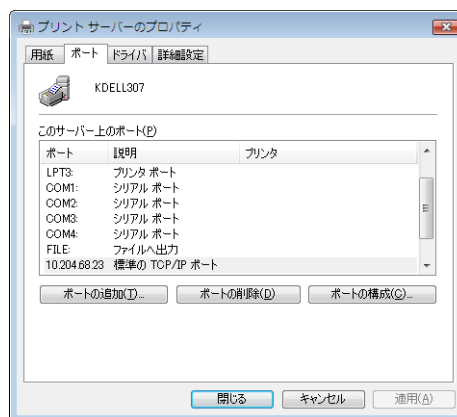 プリント サーバーのプロパティ
用紙 ポート ドライバ 詳細設定
KDELL307
このサーバー上のポート(P)
ポート 説明 プリンタ
LPT3: プリンタ ポート
COM1: シリアル ポート
COM2: シリアル ポート
COM3: シリアル ポート
COM4: シリアル ポート
FILE: ファイルへ出力
10.204.68.23 標準の TCP/IP ポート
ポートの追加(T)... ポートの削除(D) ポートの構成(C)...
閉じる キャンセル 適用(A)